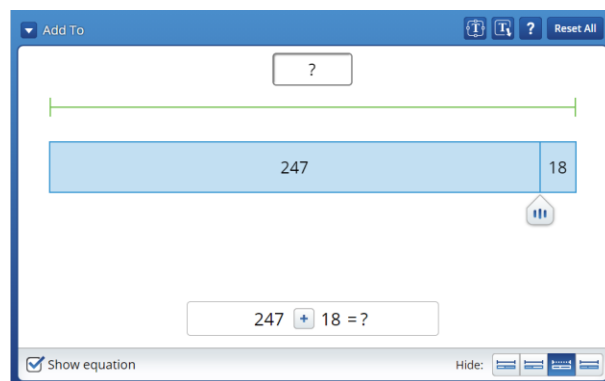 Add To
? Reset All
?
247 18
247 + 18 = ?
Show equation Hide: